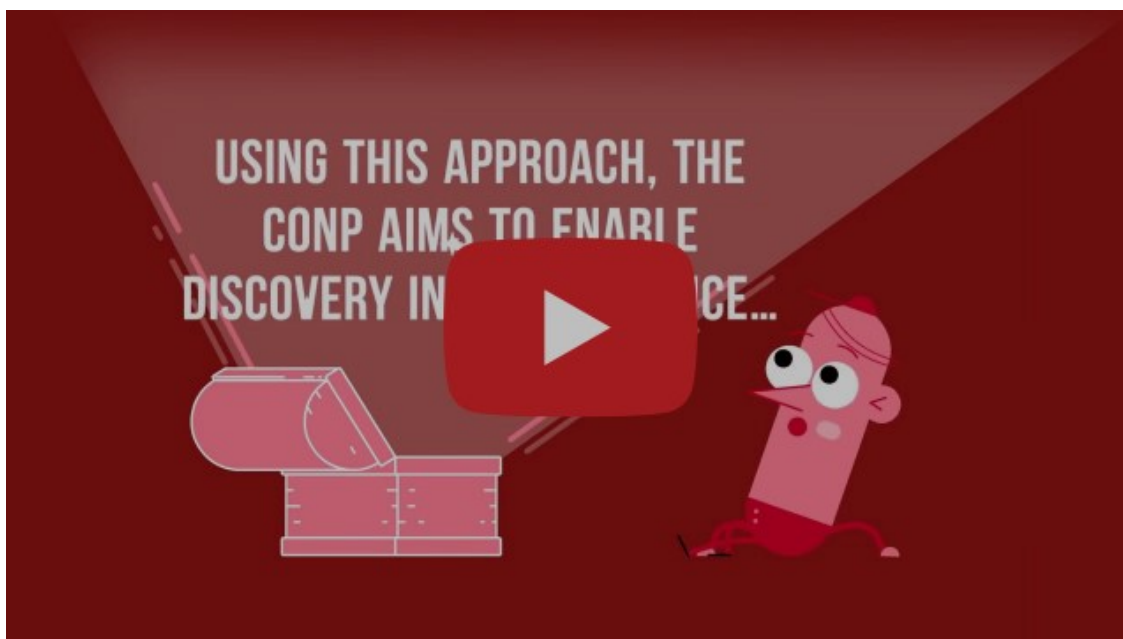 USING THIS APPROACH, THE
CONP AIMS TO ENABLE
DISCOVERY IN